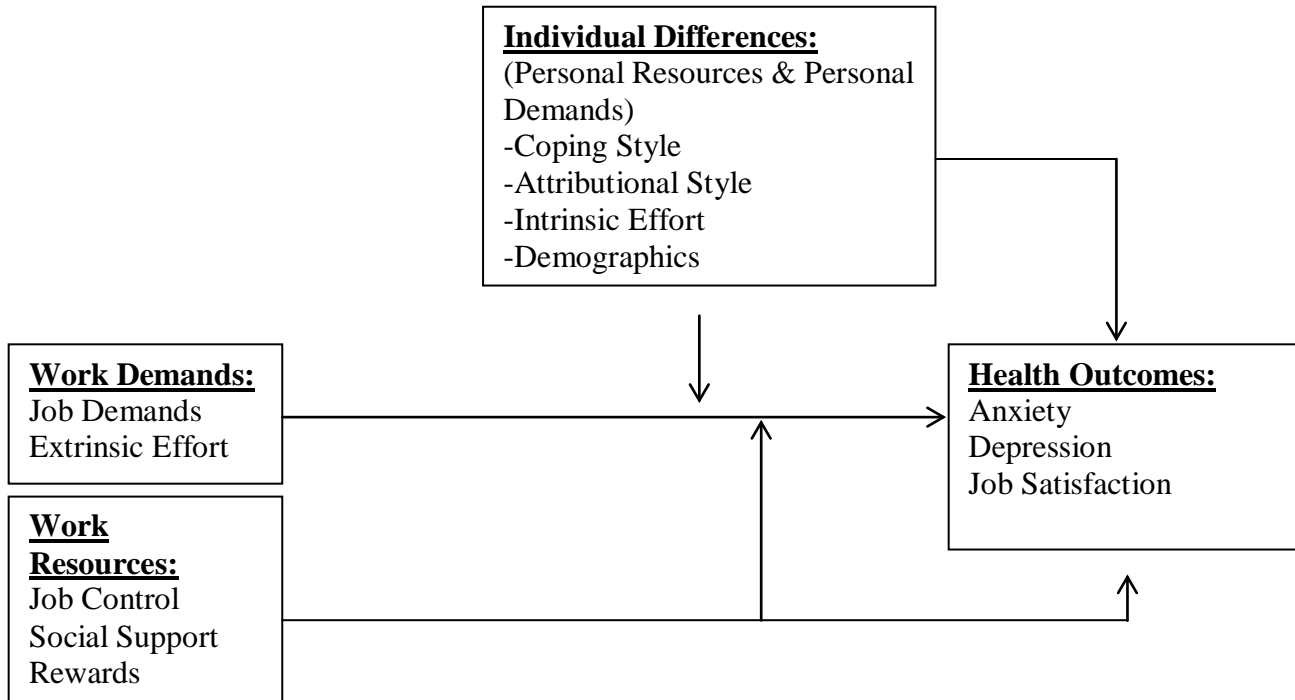 Individual Differences:
(Personal Resources & Personal
Demands)
-Coping Style
-Attributional Style
-Intrinsic Effort
-Demographics
Work Demands:
Job Demands
Extrinsic Effort
Health Outcomes:
Anxiety
Depression
Job Satisfaction
Work
Resources:
Job Control
Social Support
Rewards